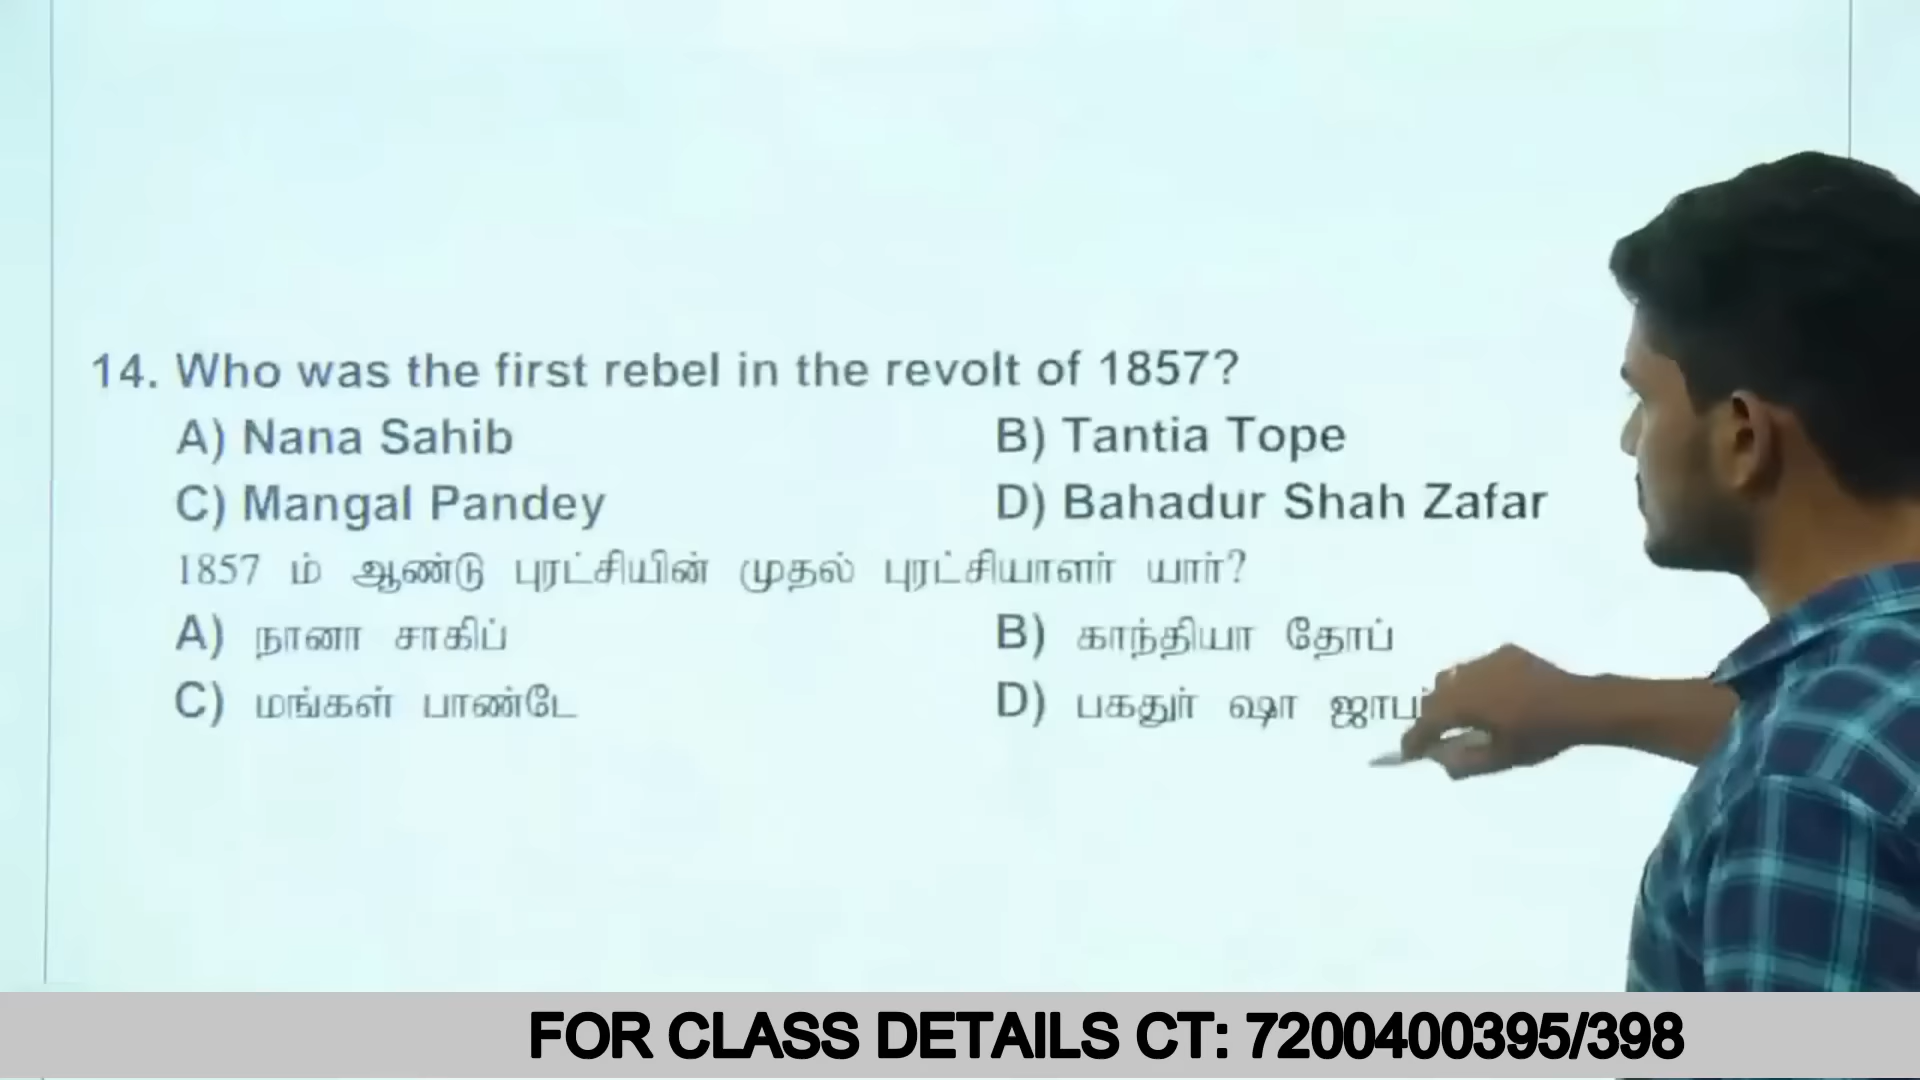 14. Who was the first rebel in the revolt of 1857?
A) Nana Sahib B) Tantia Tope
C) Mangal Pandey D) Bahadur Shah Zafar
1857 ம் ஆண்டு புரட்சியின் முதல் புரட்சியாளர் யார்?
A) நானா சாகிப் B) காந்தியா தோப்
C) மங்கள் பாண்டே D) பகதுர் ஷா
FOR CLASS DETAILS CT: 7200400395/398